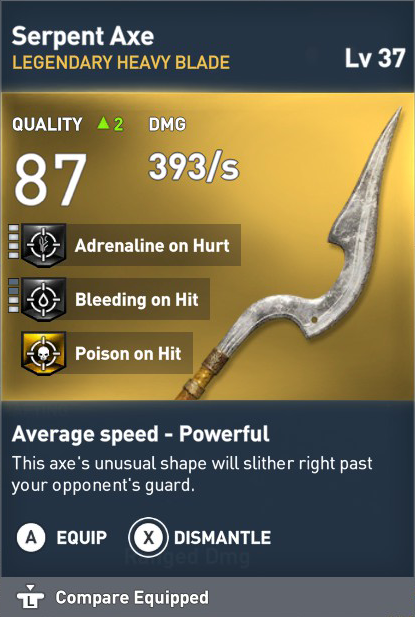 Serpent Axe
LEGENDARY HEAVY BLADE
Lv 37
QUALITY ▲2 DMG
87 393/s
Adrenaline on Hurt
Bleeding on Hit
Poison on Hit
Average speed - Powerful
This axe's unusual shape will slither right past
your opponent's guard.
A EQUIP X DISMANTLE
Ranged Dmg
L Compare Equipped